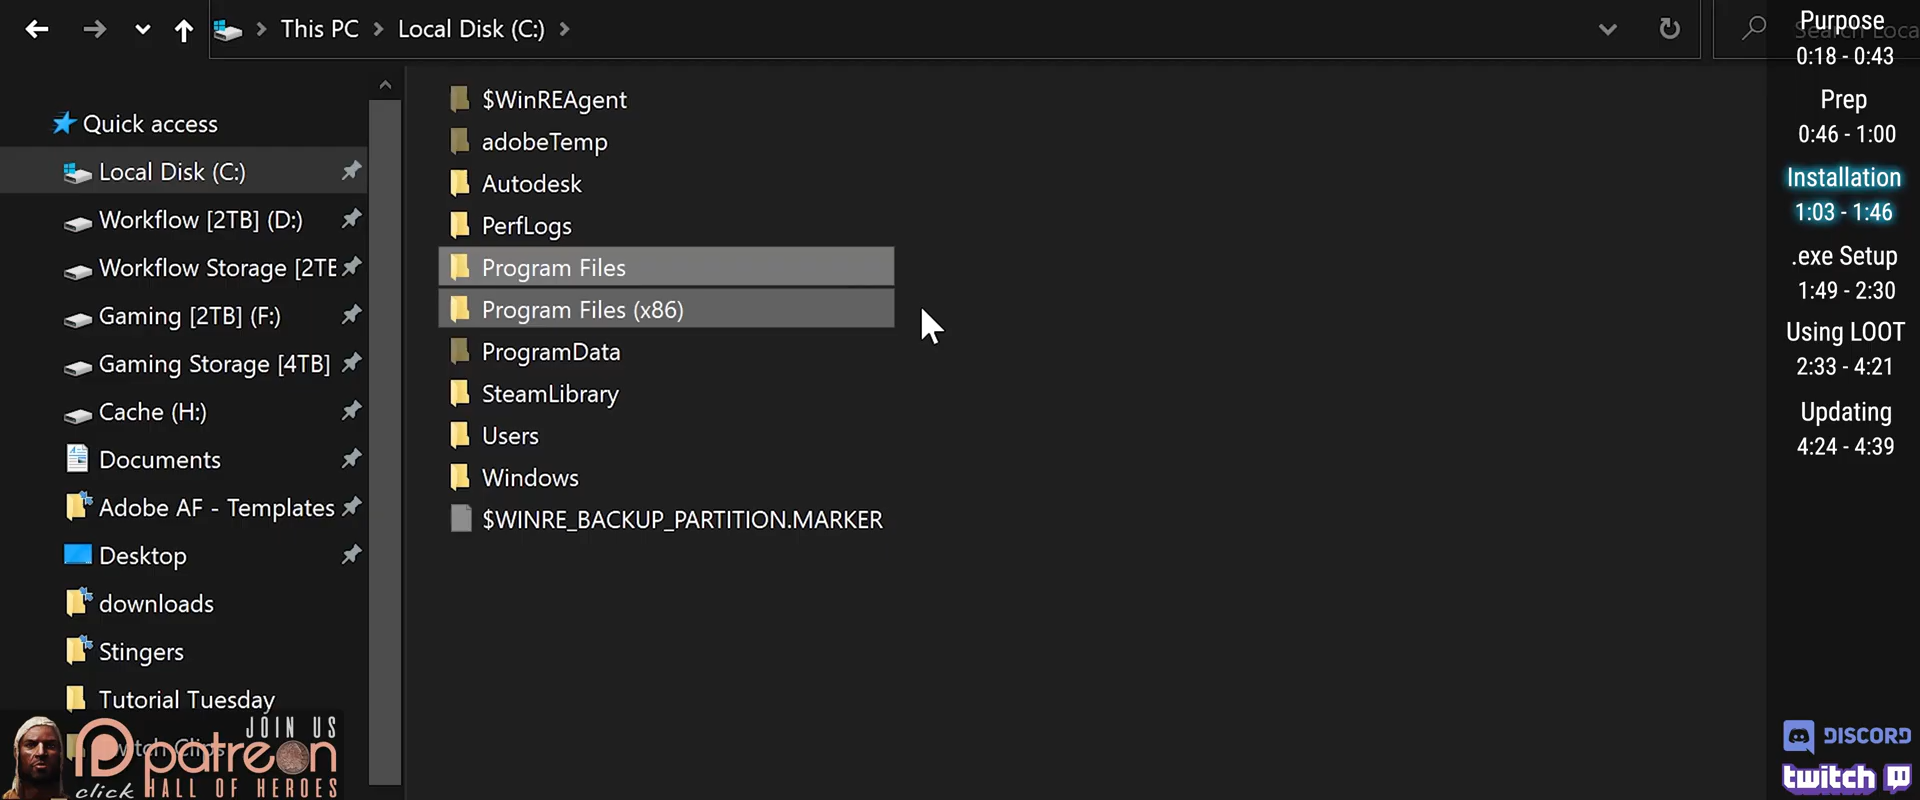 This PC > Local Disk (C:) >
Search Loca
Quick access
Local Disk (C:)
Workflow [2TB] (D:)
Workflow Storage [2TE
Gaming [2TB] (F:)
Gaming Storage [4TB]
Cache (H:)
Documents
Adobe AF - Templates
Desktop
downloads
Stingers
Tutorial Tuesday
Twitch Clips
$WinREAgent
adobeTemp
Autodesk
PerfLogs
Program Files
Program Files (x86)
ProgramData
SteamLibrary
Users
Windows
$WINRE_BACKUP_PARTITION.MARKER
Purpose
0:18 - 0:43
Prep
0:46 - 1:00
Installation
1:03 - 1:46
.exe Setup
1:49 - 2:30
Using LOOT
2:33 - 4:21
Updating
4:24 - 4:39
JOIN US
patreon
click HALL OF HEROES
DISCORD
twitch